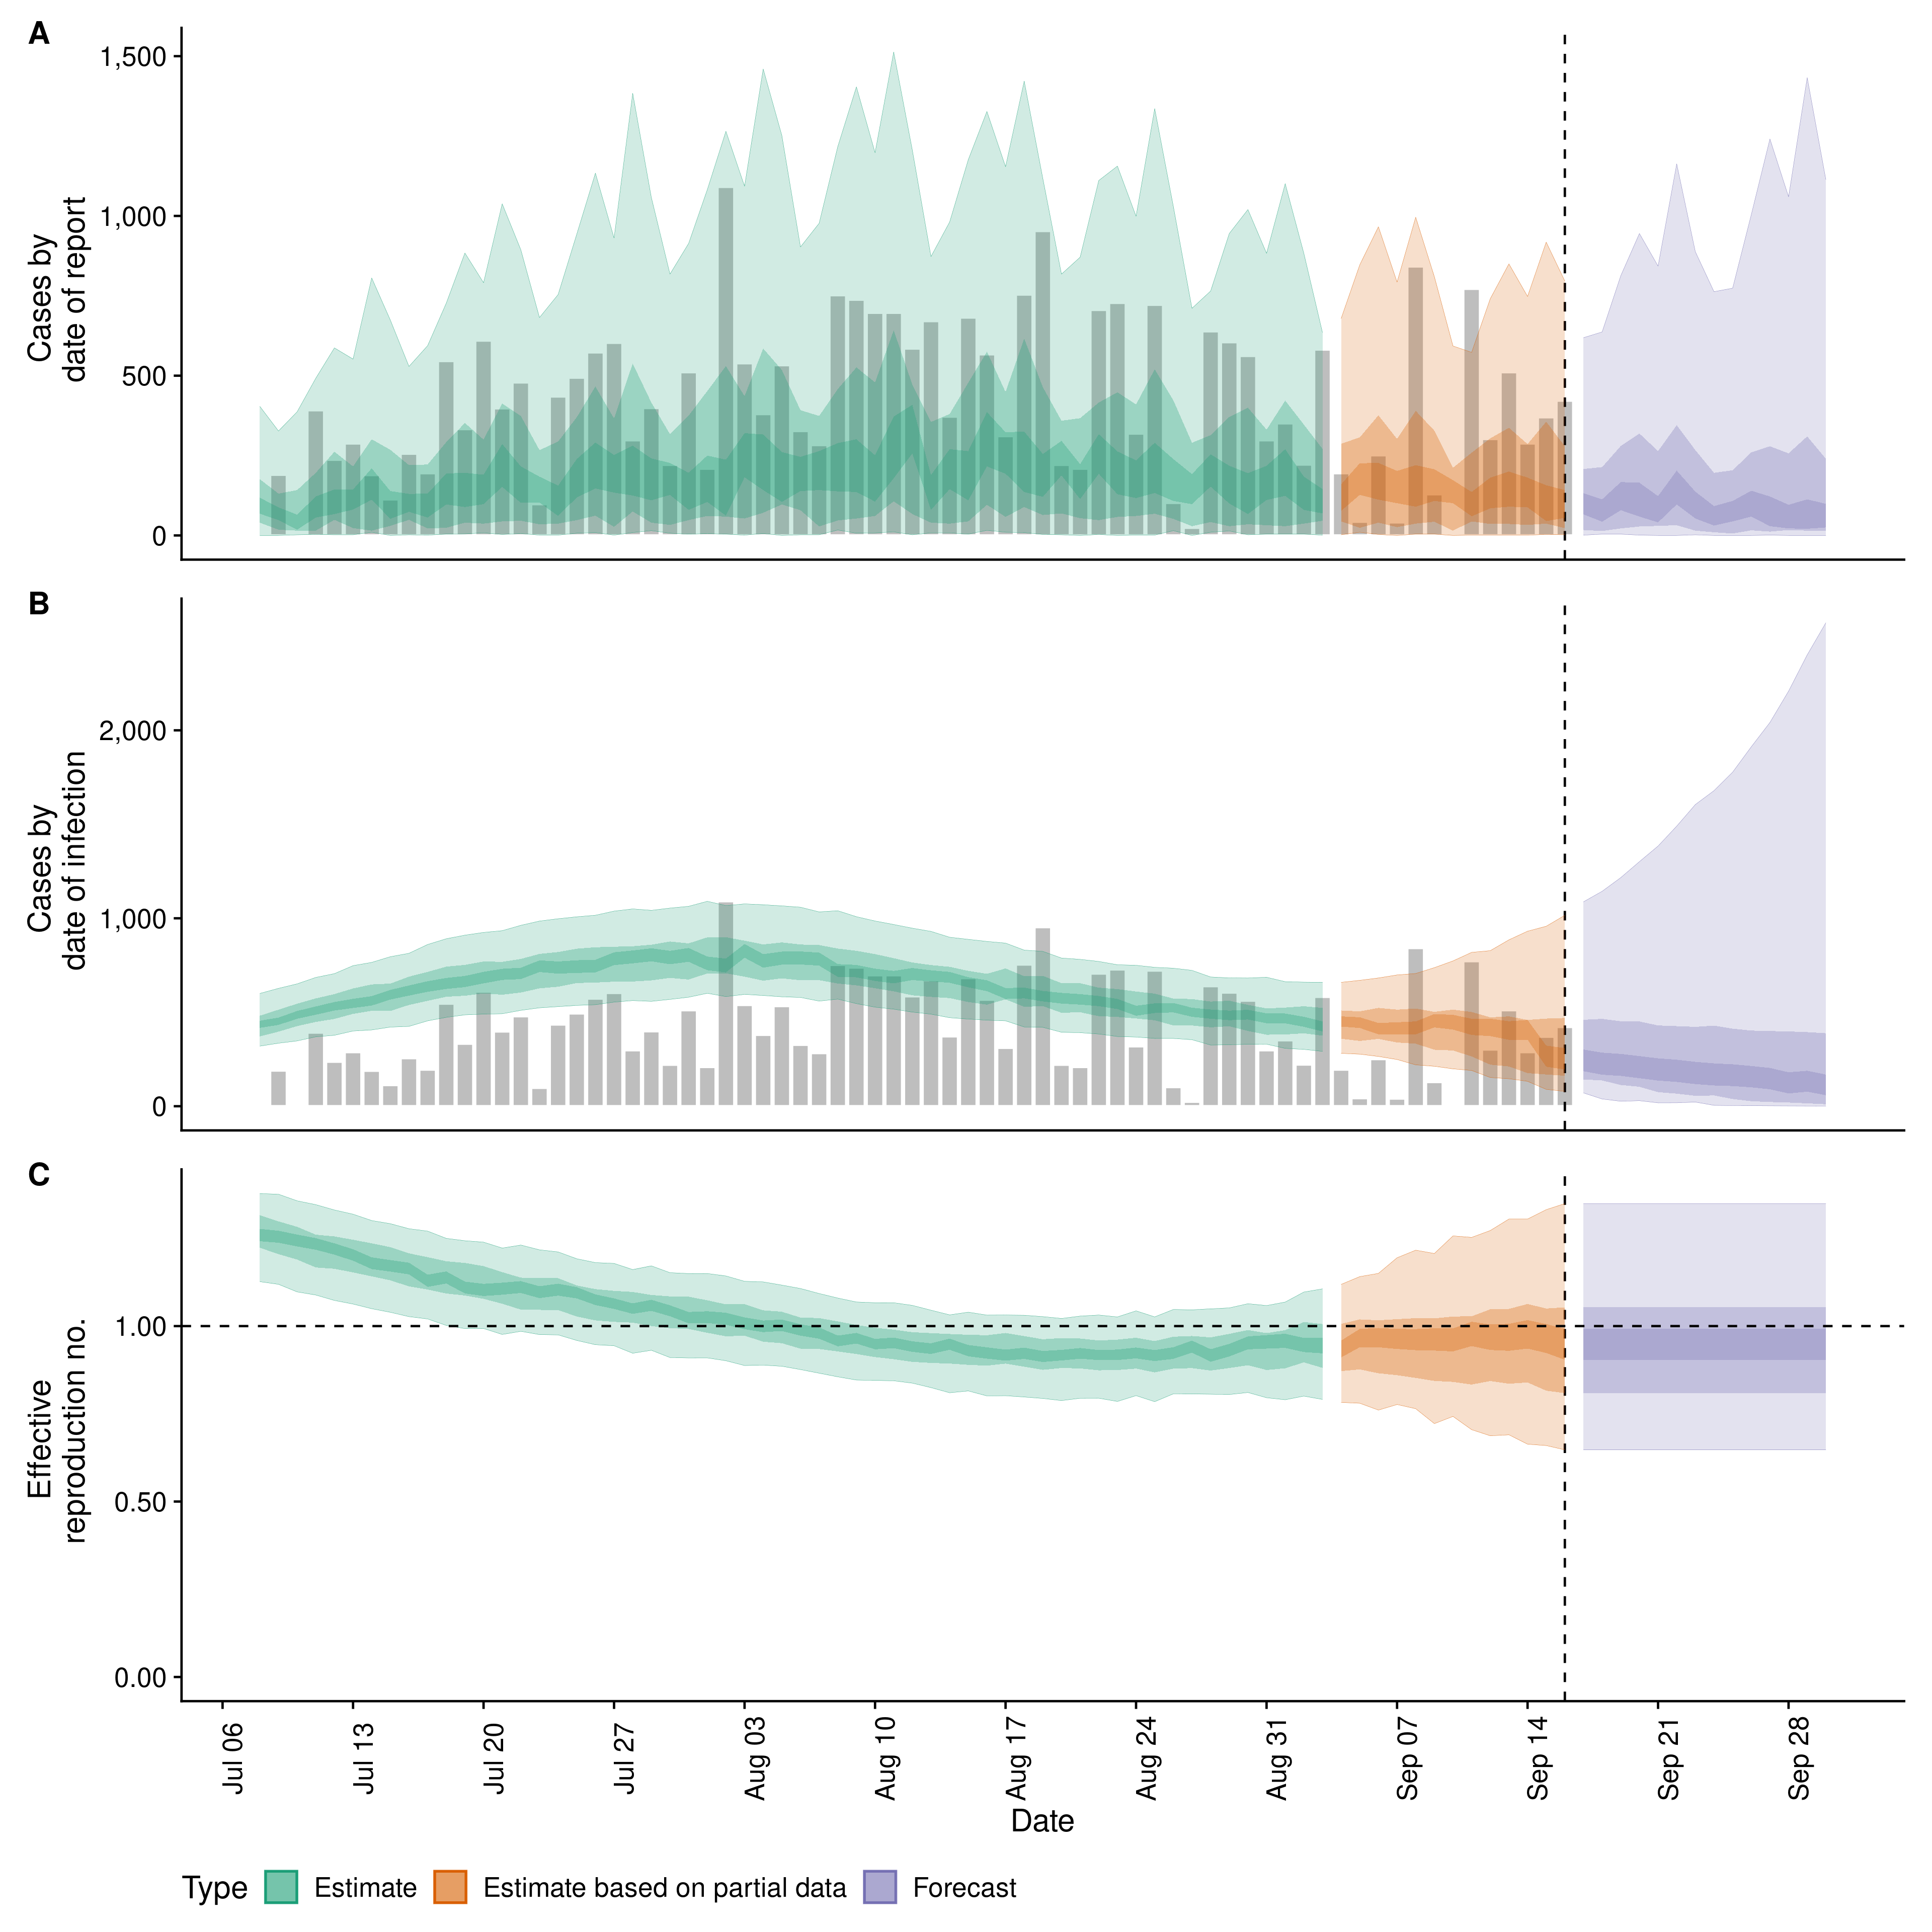 A
1,500
1,000
500
0
Cases by
date of report
B
2,000
1,000
0
Cases by
date of infection
C
1.00
0.50
0.00
Effective
reproduction no.
Jul 06
Jul 13
Jul 20
Jul 27
Aug 03
Aug 10
Aug 17
Aug 24
Aug 31
Sep 07
Sep 14
Sep 21
Sep 28
Date
Type
Estimate
Estimate based on partial data
Forecast